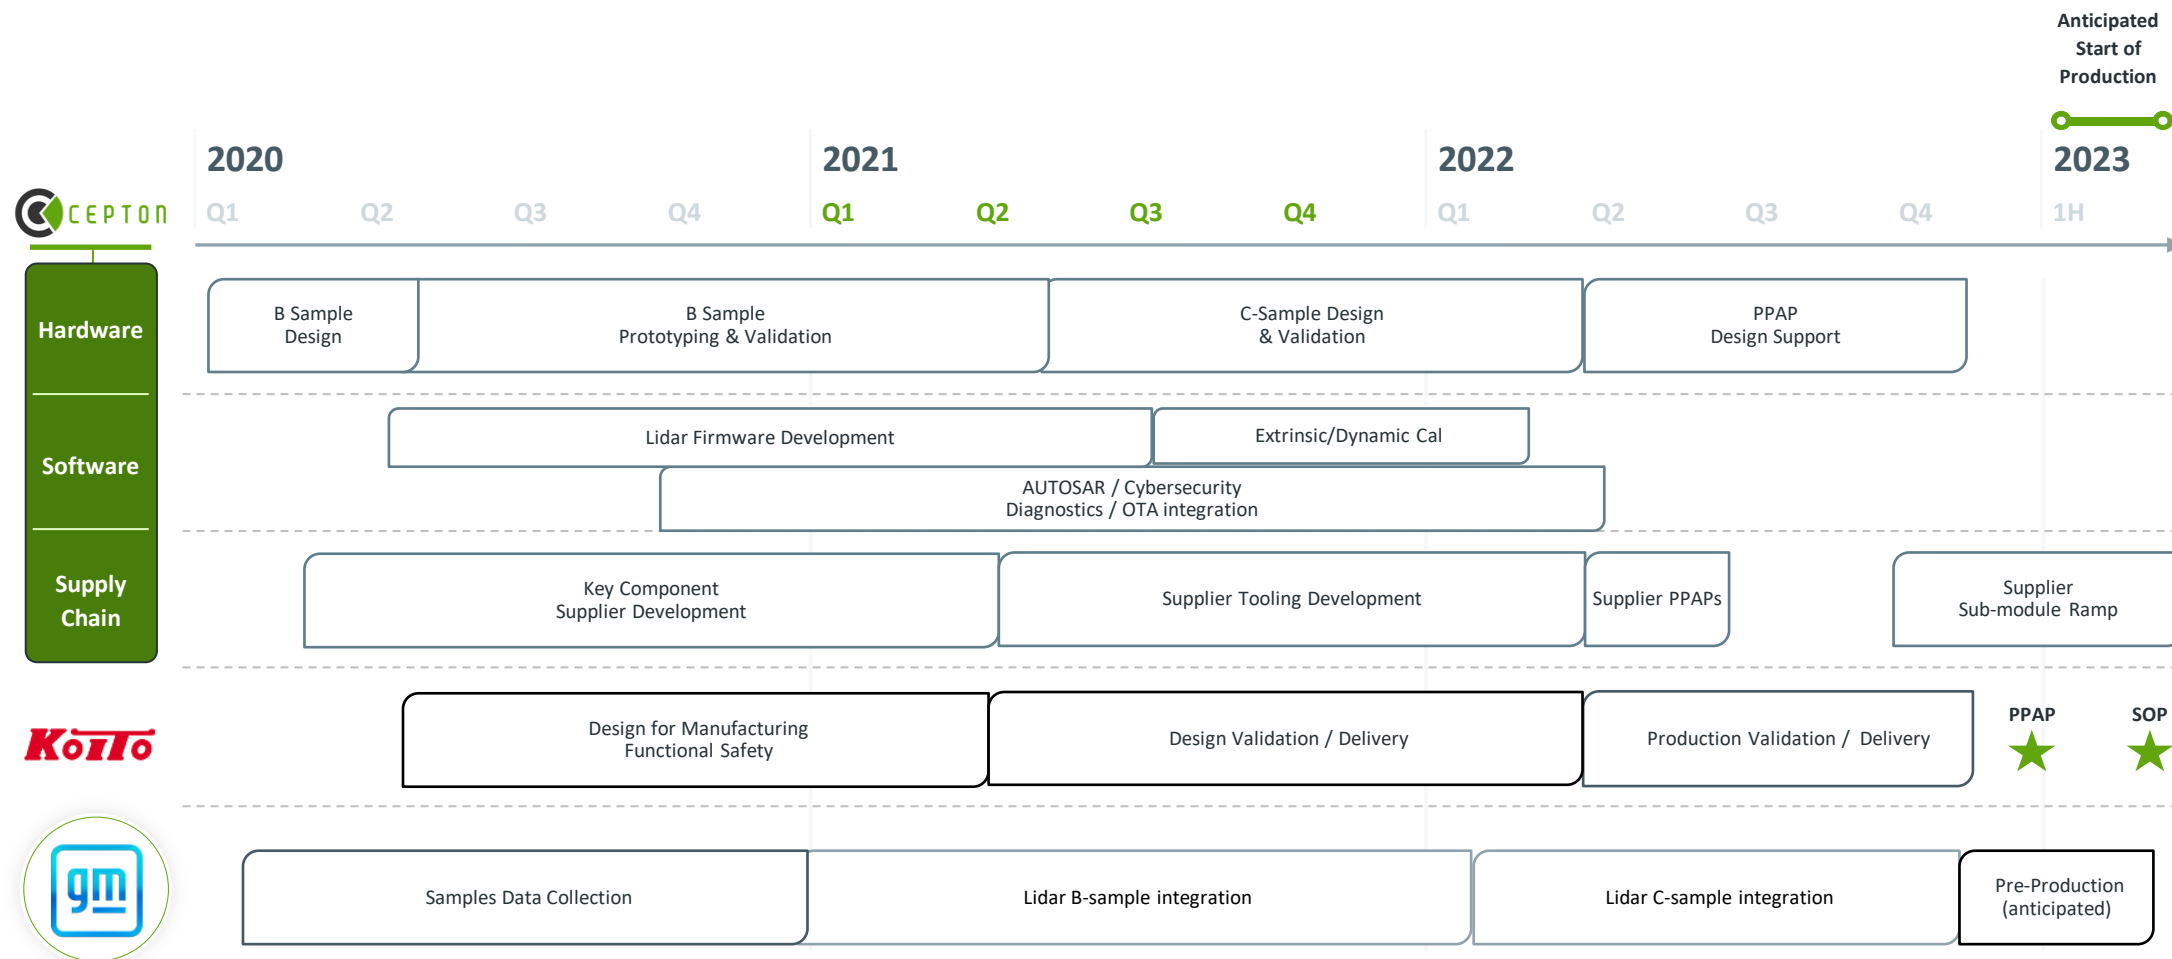 Anticipated
Start of
Production
2020
2021
2022
2023
CEPTON
Q1
Q2
Q3
Q4
Q1
Q2
Q3
Q4
Q1
Q2
Q3
Q4
1H
Hardware
B Sample
Design
B Sample
Prototyping & Validation
C-Sample Design
& Validation
PPAP
Design Support
Software
Lidar Firmware Development
Extrinsic/Dynamic Cal
AUTOSAR / Cybersecurity
Diagnostics / OTA integration
Supply
Chain
Key Component
Supplier Development
Supplier Tooling Development
Supplier PPAPs
Supplier
Sub-module Ramp
KOITO
Design for Manufacturing
Functional Safety
Design Validation / Delivery
Production Validation / Delivery
PPAP
SOP
gm
Samples Data Collection
Lidar B-sample integration
Lidar C-sample integration
Pre-Production
(anticipated)